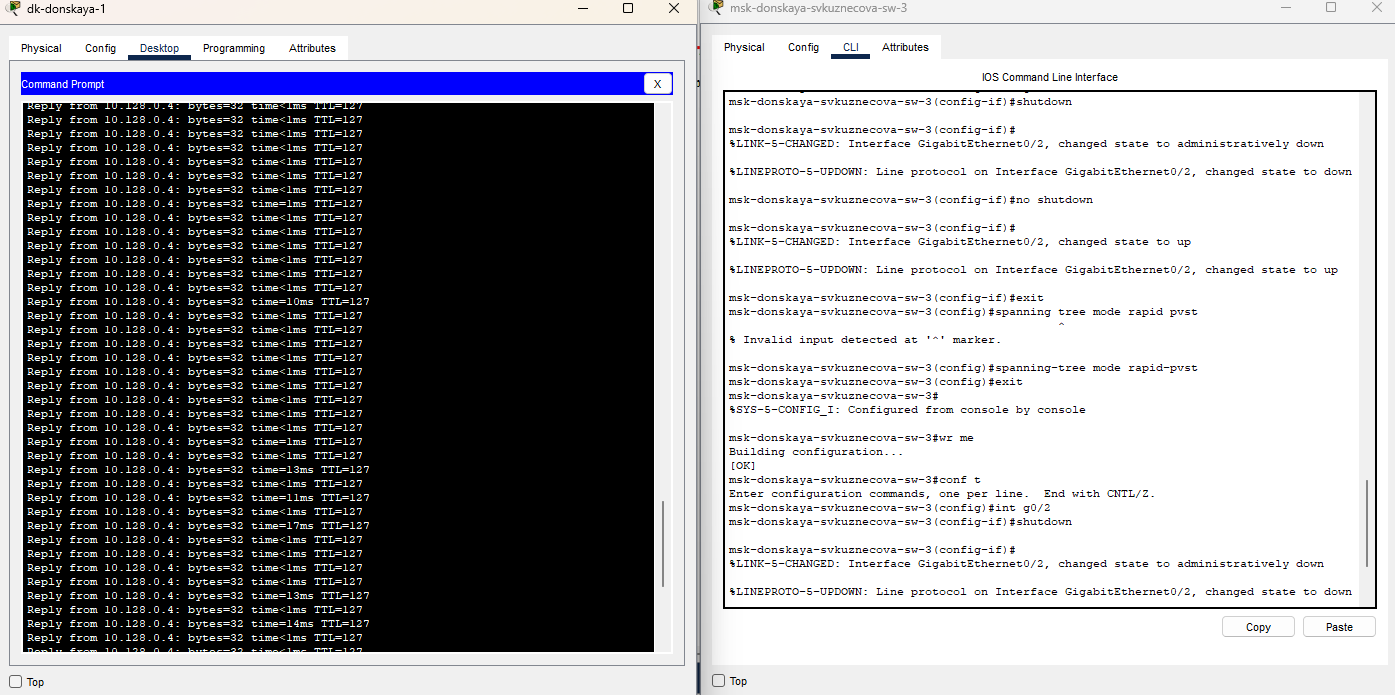 dk-donskaya-1
Physical Config Desktop Programming Attributes
Command Prompt
X
Reply from 10.128.0.4: bytes=32 time<1ms TTL=127
Reply from 10.128.0.4: bytes=32 time<1ms TTL=127
Reply from 10.128.0.4: bytes=32 time<1ms TTL=127
Reply from 10.128.0.4: bytes=32 time<1ms TTL=127
Reply from 10.128.0.4: bytes=32 time<1ms TTL=127
Reply from 10.128.0.4: bytes=32 time<1ms TTL=127
Reply from 10.128.0.4: bytes=32 time<1ms TTL=127
Reply from 10.128.0.4: bytes=32 time=1ms TTL=127
Reply from 10.128.0.4: bytes=32 time<1ms TTL=127
Reply from 10.128.0.4: bytes=32 time<1ms TTL=127
Reply from 10.128.0.4: bytes=32 time<1ms TTL=127
Reply from 10.128.0.4: bytes=32 time<1ms TTL=127
Reply from 10.128.0.4: bytes=32 time<1ms TTL=127
Reply from 10.128.0.4: bytes=32 time<1ms TTL=127
Reply from 10.128.0.4: bytes=32 time=10ms TTL=127
Reply from 10.128.0.4: bytes=32 time<1ms TTL=127
Reply from 10.128.0.4: bytes=32 time<1ms TTL=127
Reply from 10.128.0.4: bytes=32 time<1ms TTL=127
Reply from 10.128.0.4: bytes=32 time<1ms TTL=127
Reply from 10.128.0.4: bytes=32 time<1ms TTL=127
Reply from 10.128.0.4: bytes=32 time<1ms TTL=127
Reply from 10.128.0.4: bytes=32 time<1ms TTL=127
Reply from 10.128.0.4: bytes=32 time<1ms TTL=127
Reply from 10.128.0.4: bytes=32 time<1ms TTL=127
Reply from 10.128.0.4: bytes=32 time<1ms TTL=127
Reply from 10.128.0.4: bytes=32 time<1ms TTL=127
Reply from 10.128.0.4: bytes=32 time=13ms TTL=127
Reply from 10.128.0.4: bytes=32 time<1ms TTL=127
Reply from 10.128.0.4: bytes=32 time=11ms TTL=127
Reply from 10.128.0.4: bytes=32 time<1ms TTL=127
Reply from 10.128.0.4: bytes=32 time=17ms TTL=127
Reply from 10.128.0.4: bytes=32 time<1ms TTL=127
Reply from 10.128.0.4: bytes=32 time<1ms TTL=127
Reply from 10.128.0.4: bytes=32 time<1ms TTL=127
Reply from 10.128.0.4: bytes=32 time<1ms TTL=127
Reply from 10.128.0.4: bytes=32 time=13ms TTL=127
Reply from 10.128.0.4: bytes=32 time<1ms TTL=127
Reply from 10.128.0.4: bytes=32 time=14ms TTL=127
Reply from 10.128.0.4: bytes=32 time<1ms TTL=127
Reply from 10.128.0.4: bytes=32 time<1ms TTL=127
Top
msk-donskaya-svkuznecova-sw-3
Physical Config CLI Attributes
IOS Command Line Interface
msk-donskaya-svkuznecova-sw-3(config-if)#shutdown
msk-donskaya-svkuznecova-sw-3(config-if)#
%LINK-5-CHANGED: Interface GigabitEthernet0/2, changed state to administratively down
%LINEPROTO-5-UPDOWN: Line protocol on Interface GigabitEthernet0/2, changed state to down
msk-donskaya-svkuznecova-sw-3(config-if)#no shutdown
msk-donskaya-svkuznecova-sw-3(config-if)#
%LINK-5-CHANGED: Interface GigabitEthernet0/2, changed state to up
%LINEPROTO-5-UPDOWN: Line protocol on Interface GigabitEthernet0/2, changed state to up
msk-donskaya-svkuznecova-sw-3(config-if)#exit
msk-donskaya-svkuznecova-sw-3(config)#spanning tree mode rapid pvst
^
% Invalid input detected at '^' marker.
msk-donskaya-svkuznecova-sw-3(config)#spanning-tree mode rapid-pvst
msk-donskaya-svkuznecova-sw-3(config)#exit
msk-donskaya-svkuznecova-sw-3#
%SYS-5-CONFIG_I: Configured from console by console
msk-donskaya-svkuznecova-sw-3#wr me
Building configuration...
[OK]
msk-donskaya-svkuznecova-sw-3#conf t
Enter configuration commands, one per line. End with CNTL/Z.
msk-donskaya-svkuznecova-sw-3(config)#int g0/2
msk-donskaya-svkuznecova-sw-3(config-if)#shutdown
msk-donskaya-svkuznecova-sw-3(config-if)#
%LINK-5-CHANGED: Interface GigabitEthernet0/2, changed state to administratively down
%LINEPROTO-5-UPDOWN: Line protocol on Interface GigabitEthernet0/2, changed state to down
Copy Paste
Top